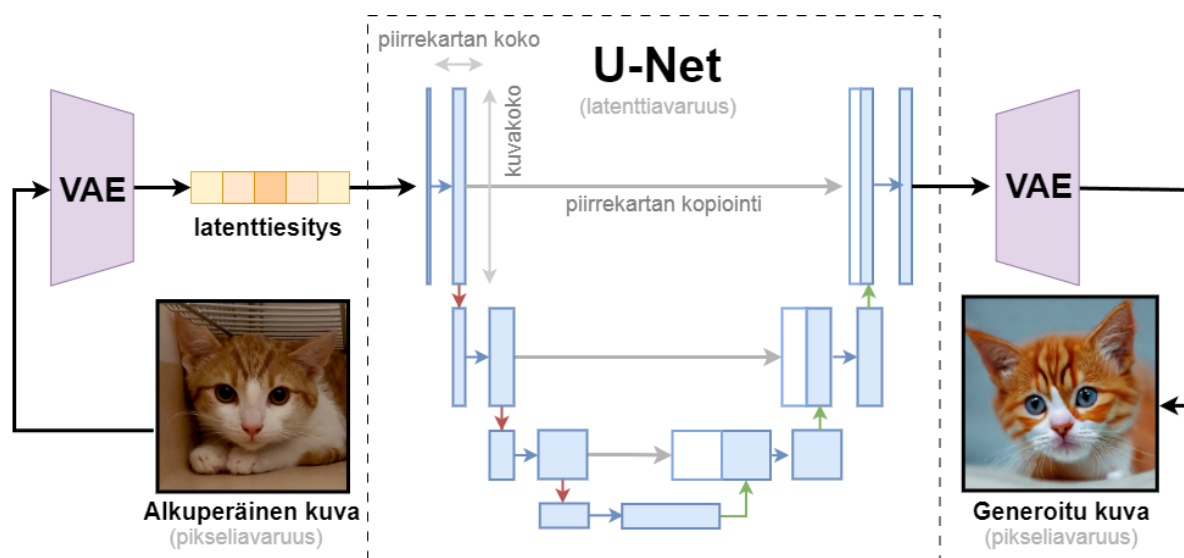 piirrekartan koko
U-Net
(latenttiavaruus)
kuvakoko
VAE
latenttiesitys
piirrekartan kopiointi
VAE
Alkuperäinen kuva
(pikseliavaruus)
Generoitu kuva
(pikseliavaruus)